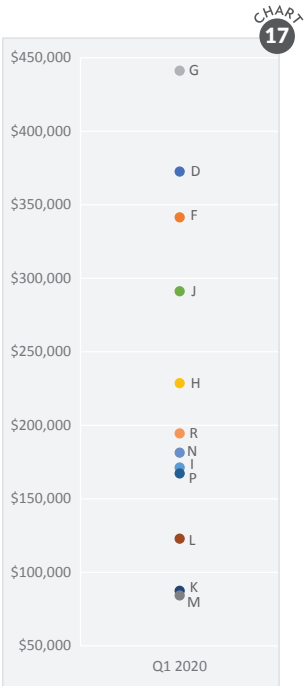 CHART
17
$450,000
G
$400,000
D
$350,000
F
$300,000
J
$250,000
H
$200,000
R
N
I
P
$150,000
L
$100,000
K
M
$50,000
Q1 2020